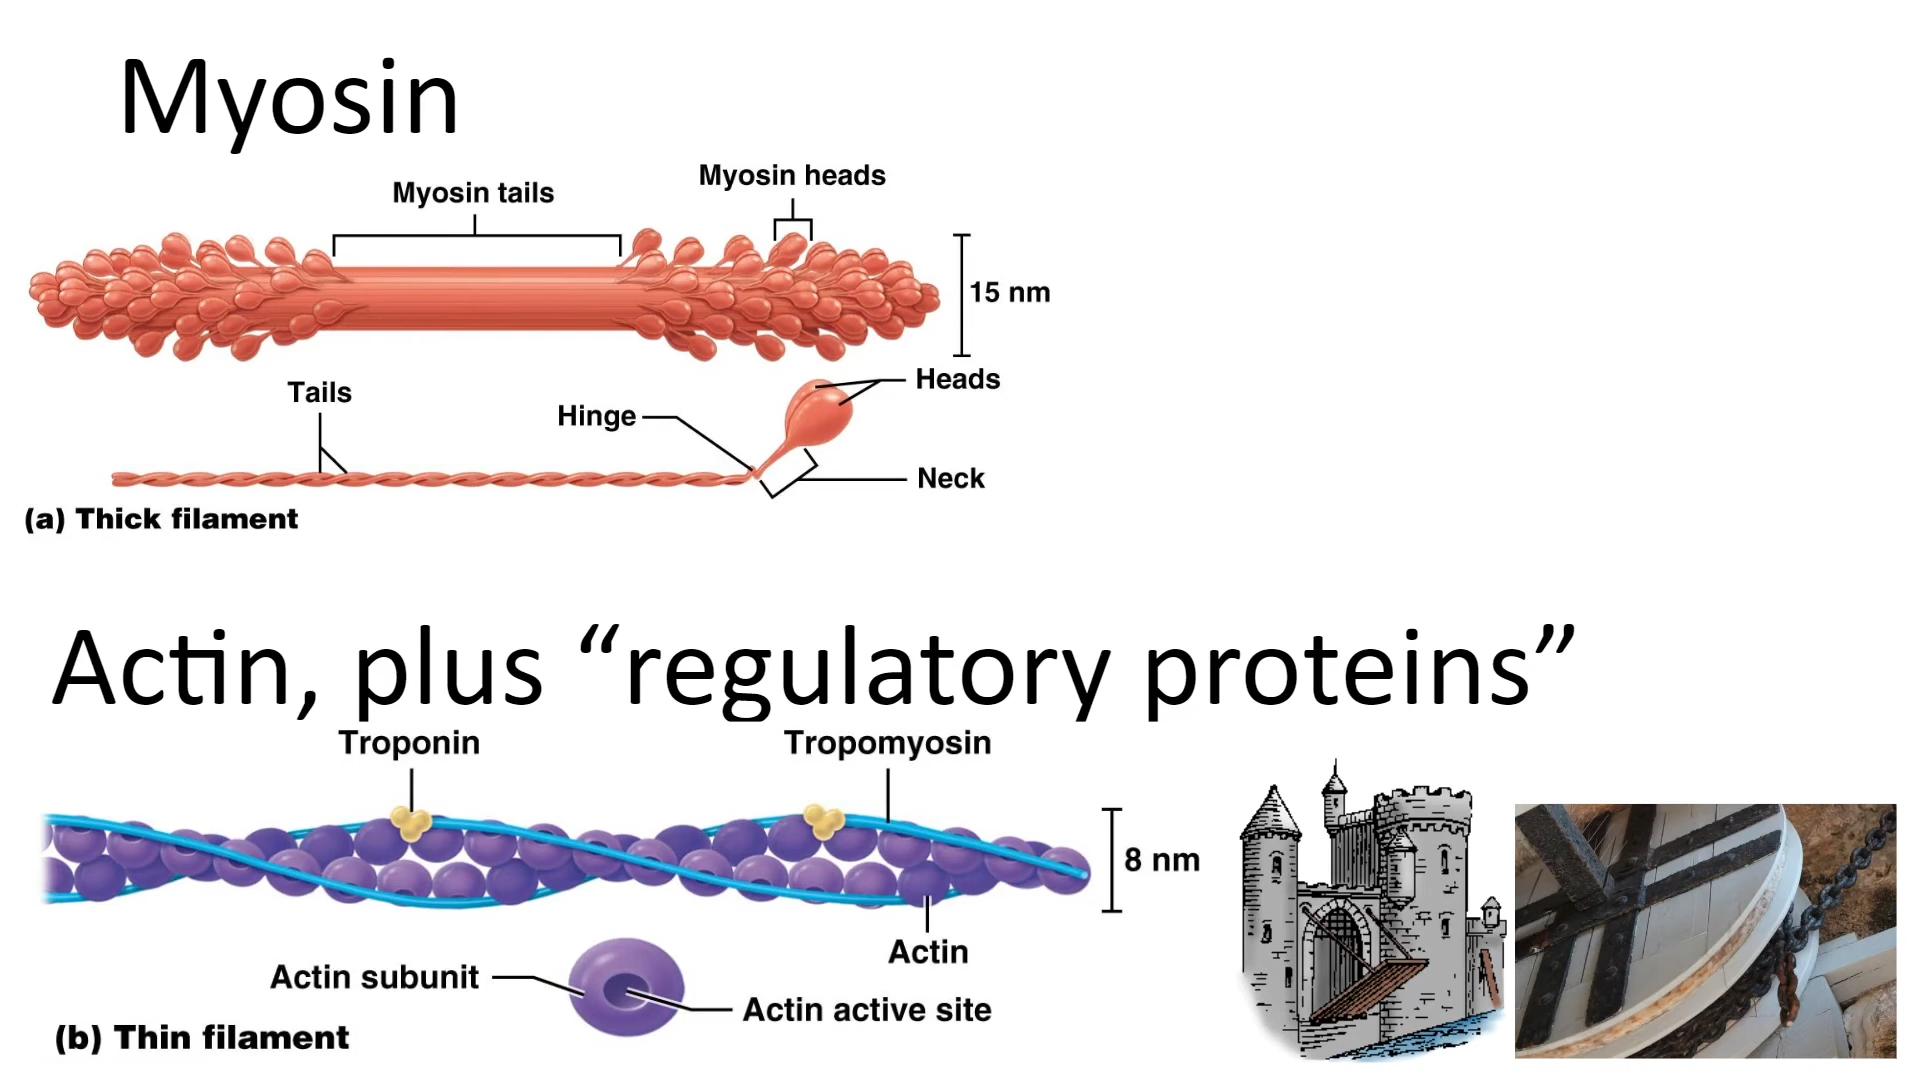 Myosin
Myosin tails
Myosin heads
15 nm
Tails
Hinge
Heads
Neck
(a) Thick filament
Actin, plus “regulatory proteins”
Troponin
Tropomyosin
8 nm
Actin
Actin subunit
Actin active site
(b) Thin filament